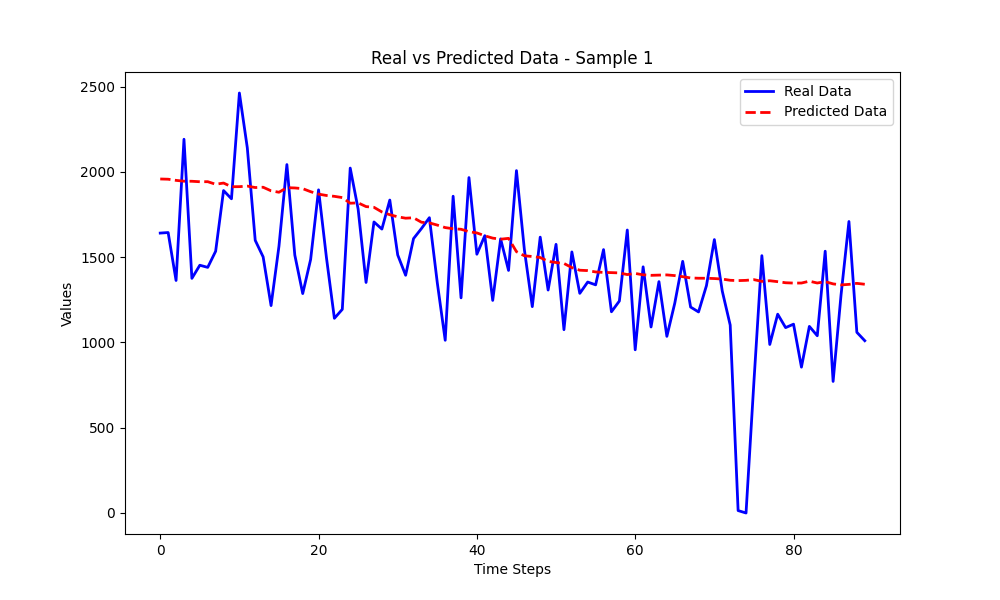 Real vs Predicted Data - Sample 1
Real Data
Predicted Data
2500
2000
1500
1000
500
0
Values
0 20 40 60 80
Time Steps